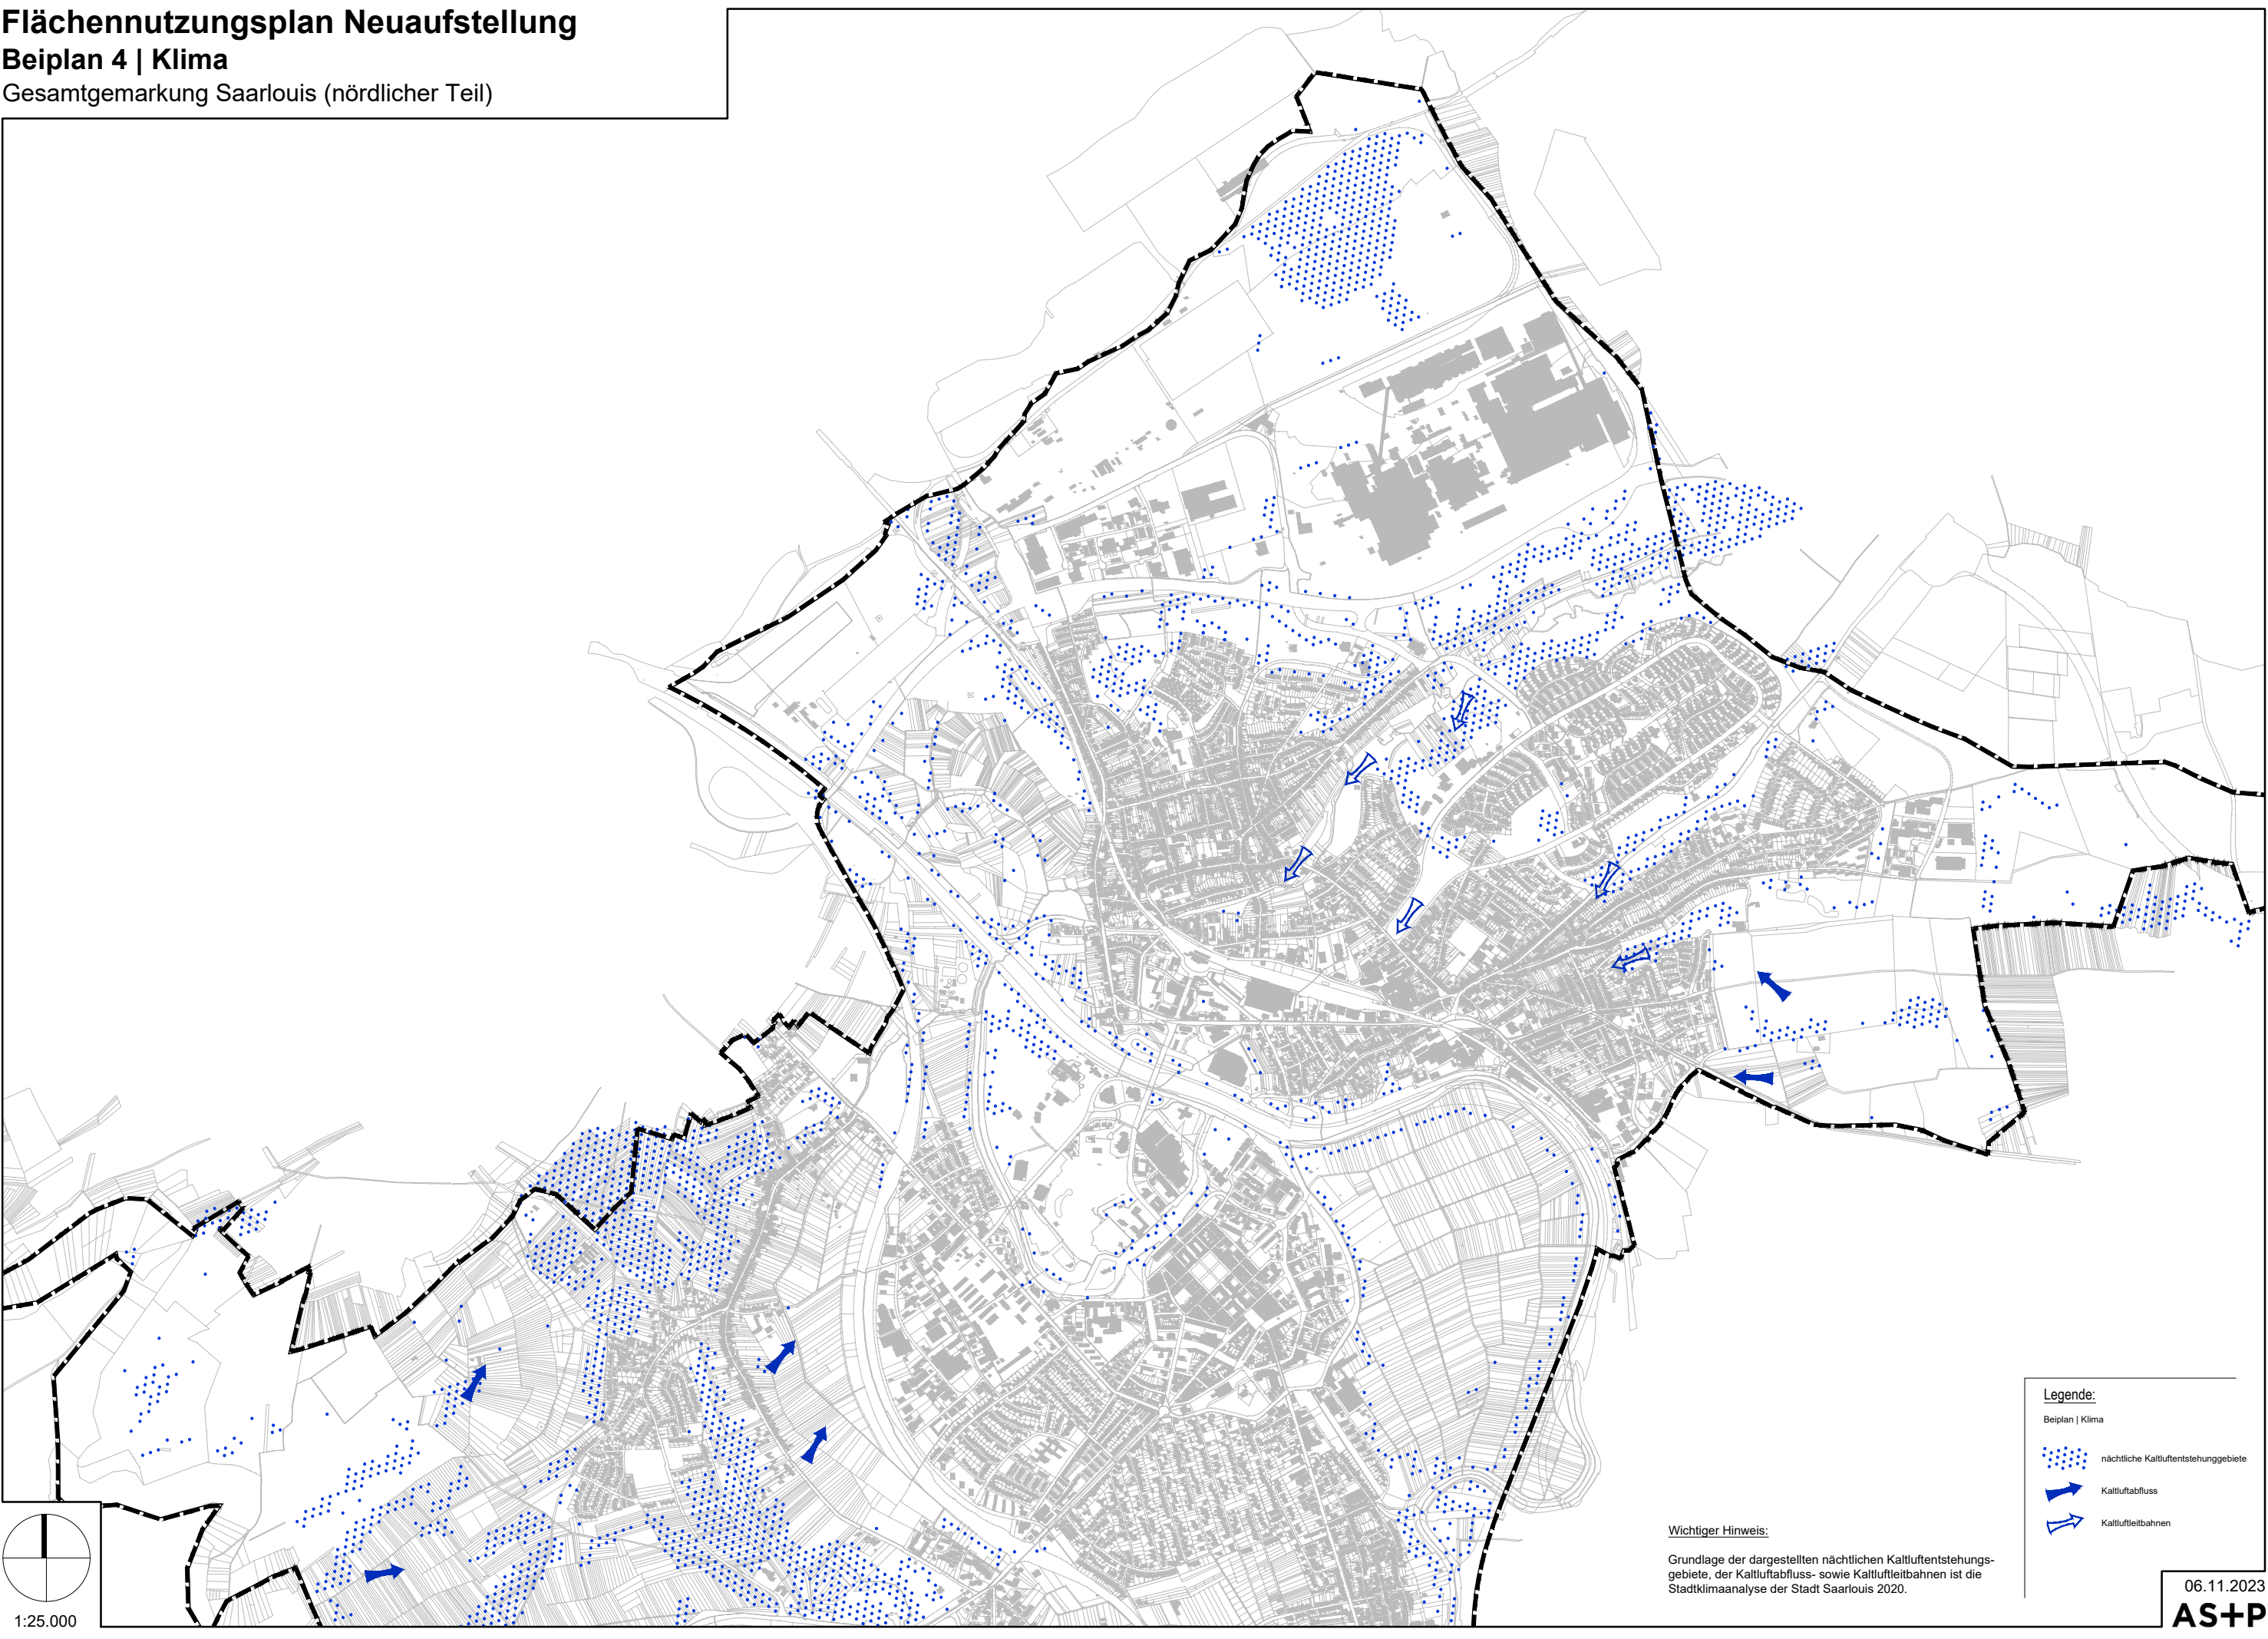 Flächennutzungsplan Neuaufstellung
Beiplan 4 | Klima
Gesamtgemarkung Saarlouis (nördlicher Teil)
Legende:
Beiplan | Klima
nächtliche Kaltluftentstehunggebiete
Kaltluftabfluss
Kaltluftleitbahnen
Wichtiger Hinweis:
Grundlage der dargestellten nächtlichen Kaltluftentstehungs-
gebiete, der Kaltluftabfluss- sowie Kaltluftleitbahnen ist die
Stadtklimaanalyse der Stadt Saarlouis 2020.
1:25.000
06.11.2023
AS+P